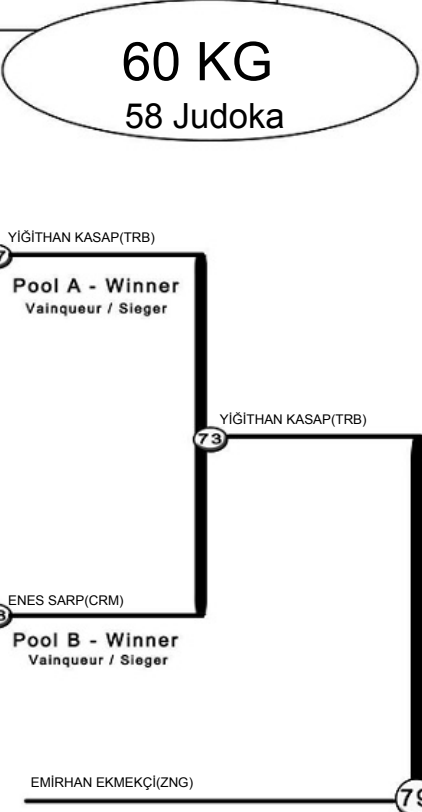 60 KG
58 Judoka
YİĞİTHAN KASAP(TRB)
Pool A - Winner
Vainqueur / Sieger
YİĞİTHAN KASAP(TRB)
73
ENES SARP(CRM)
Pool B - Winner
Vainqueur / Sieger
EMİRHAN EKMEKÇİ(ZNG)
79